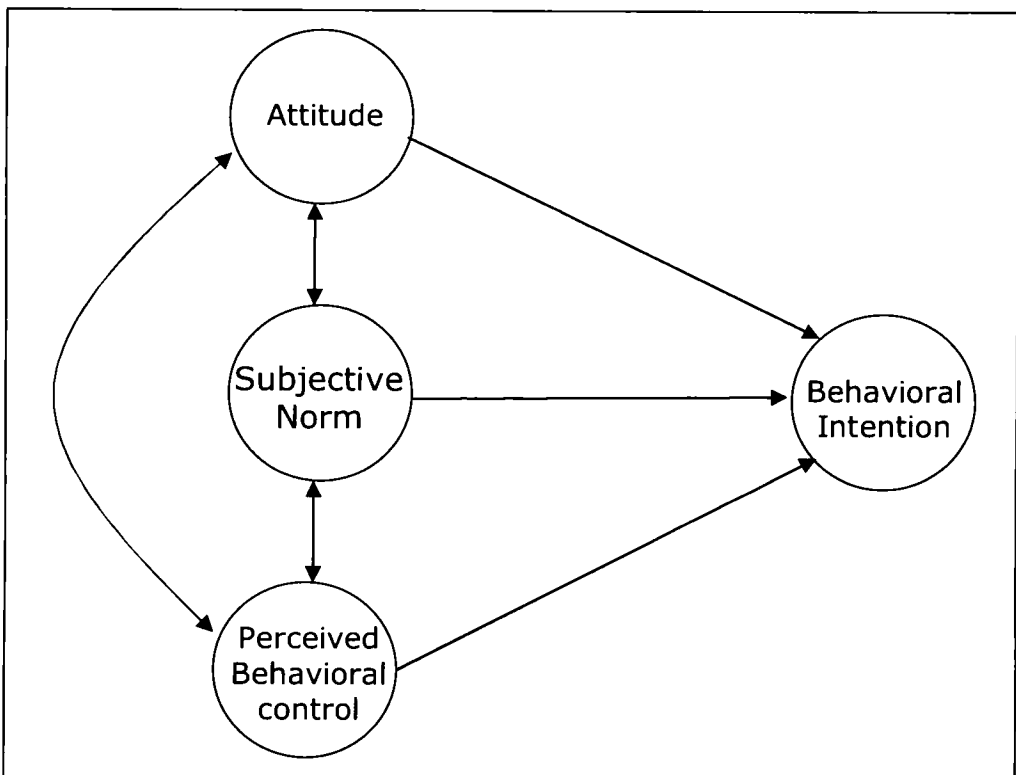 Attitude
Subjective
Norm
Behavioral
Intention
Perceived
Behavioral
control